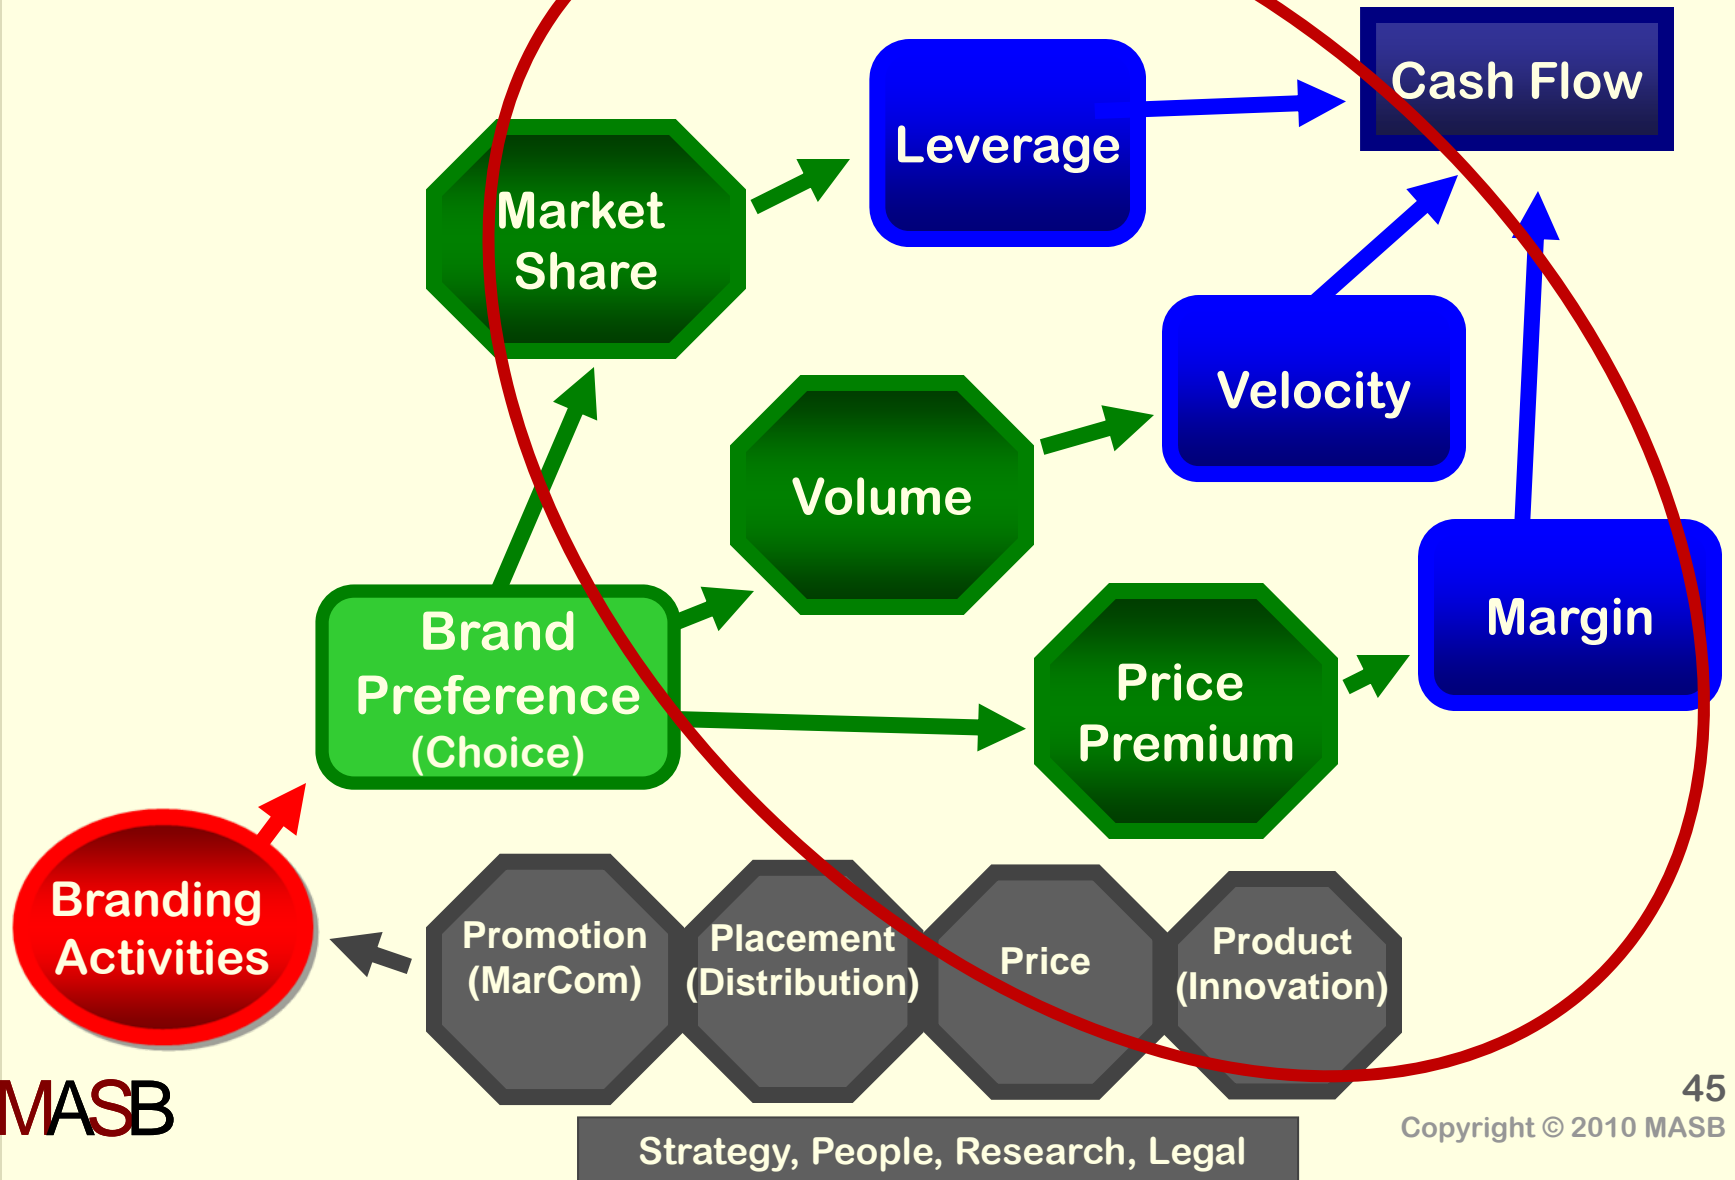 Cash Flow
Leverage
Market
Share
Velocity
Volume
Margin
Brand
Preference
(Choice)
Price
Premium
Branding
Activities
Promotion
(MarCom)
Placement
(Distribution)
Price
Product
(Innovation)
MASB
45
Copyright © 2010 MASB
Strategy, People, Research, Legal